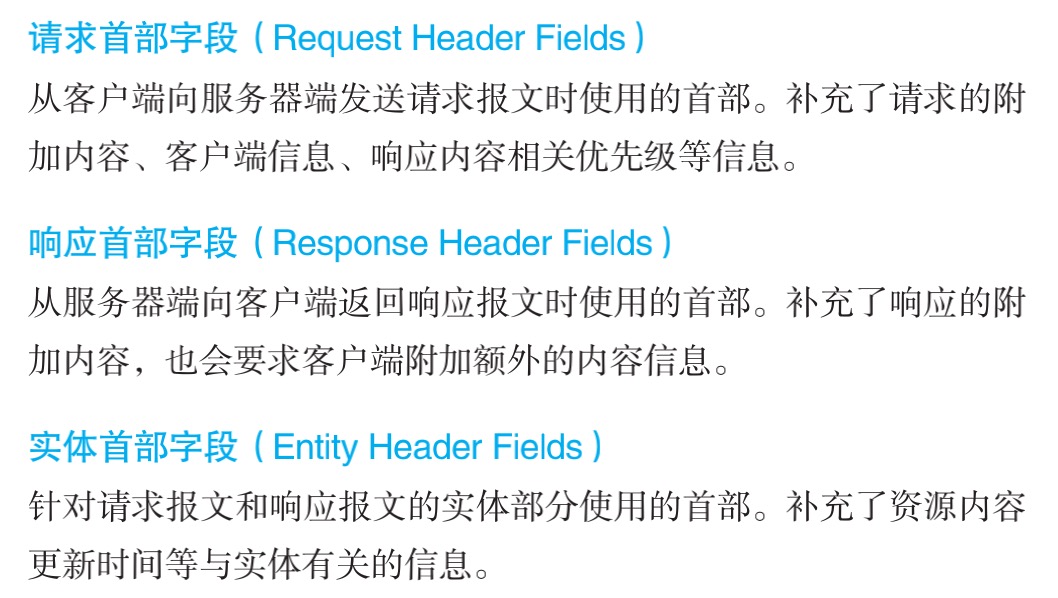 请求首部字段（Request Header Fields）
从客户端向服务器端发送请求报文时使用的首部。补充了请求的附
加内容、客户端信息、响应内容相关优先级等信息。
响应首部字段（Response Header Fields）
从服务器端向客户端返回响应报文时使用的首部。补充了响应的附
加内容，也会要求客户端附加额外的内容信息。
实体首部字段（Entity Header Fields）
针对请求报文和响应报文的实体部分使用的首部。补充了资源内容
更新时间等与实体有关的信息。